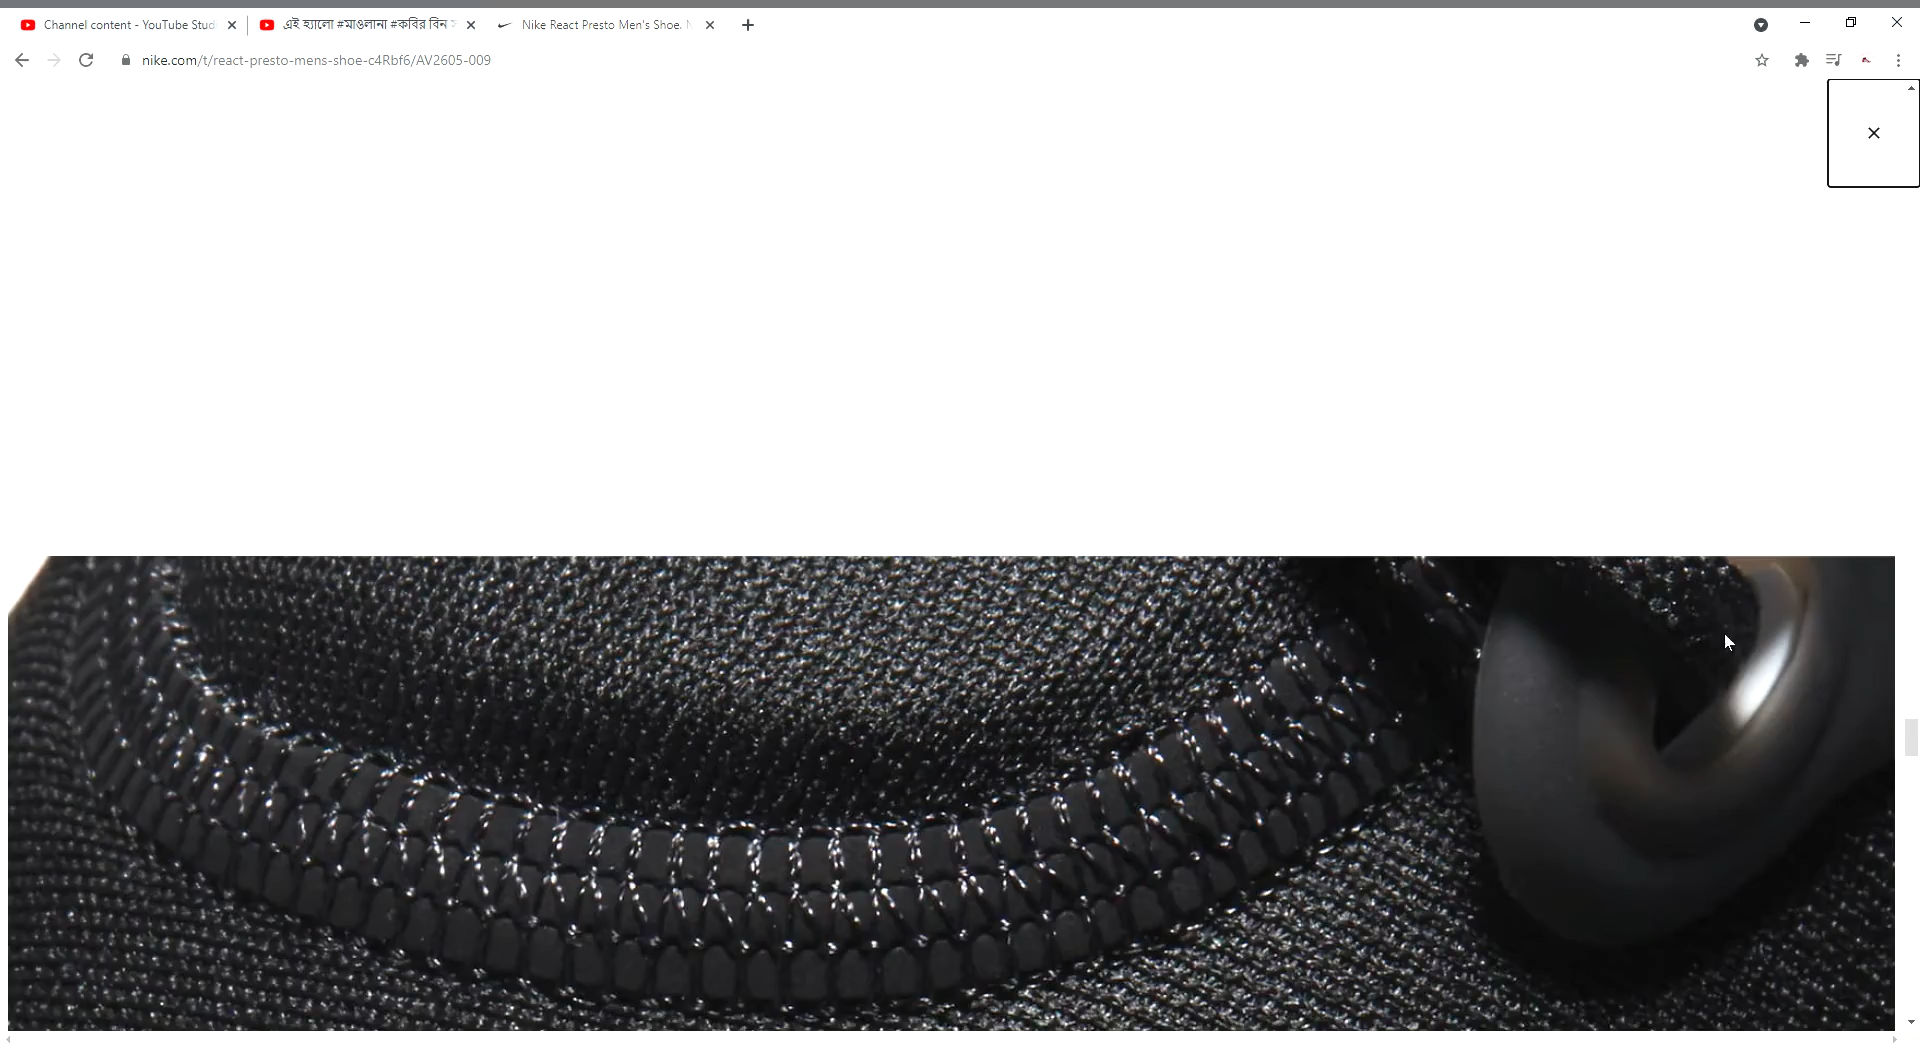 Channel content - YouTube Stud
এই হ্যালো #মাওলানা #কবির বিন
Nike React Presto Men's Shoe. N
nike.com/t/react-presto-mens-shoe-c4Rbf6/AV2605-009